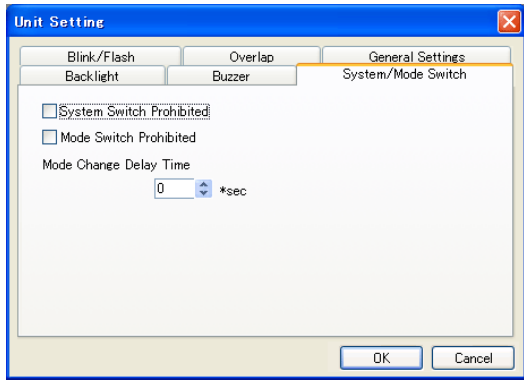 Unit Setting
Blink/Flash Overlap General Settings
Backlight Buzzer System/Mode Switch
System Switch Prohibited
Mode Switch Prohibited
Mode Change Delay Time
0 *sec
OK Cancel